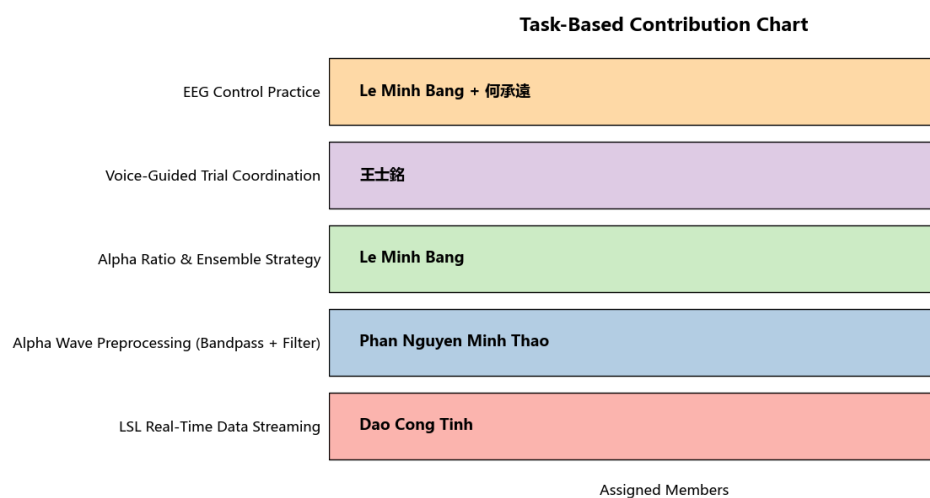 Task-Based Contribution Chart
EEG Control Practice
Le Minh Bang + 何承遠
Voice-Guided Trial Coordination
王士銘
Alpha Ratio & Ensemble Strategy
Le Minh Bang
Alpha Wave Preprocessing (Bandpass + Filter)
Phan Nguyen Minh Thao
LSL Real-Time Data Streaming
Dao Cong Tinh
Assigned Members